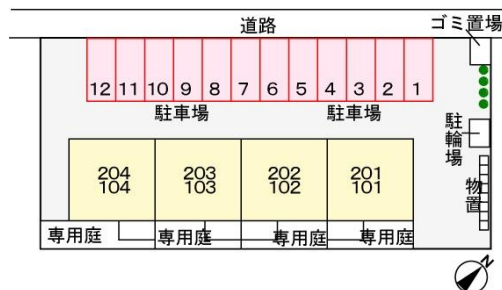 道路
ゴミ置場
12 11 10 9 8 7 6 5 4 3 2 1
駐車場 駐車場
駐輪場
物置
204 203 202 201
104 103 102 101
専用庭 専用庭 専用庭 専用庭
N